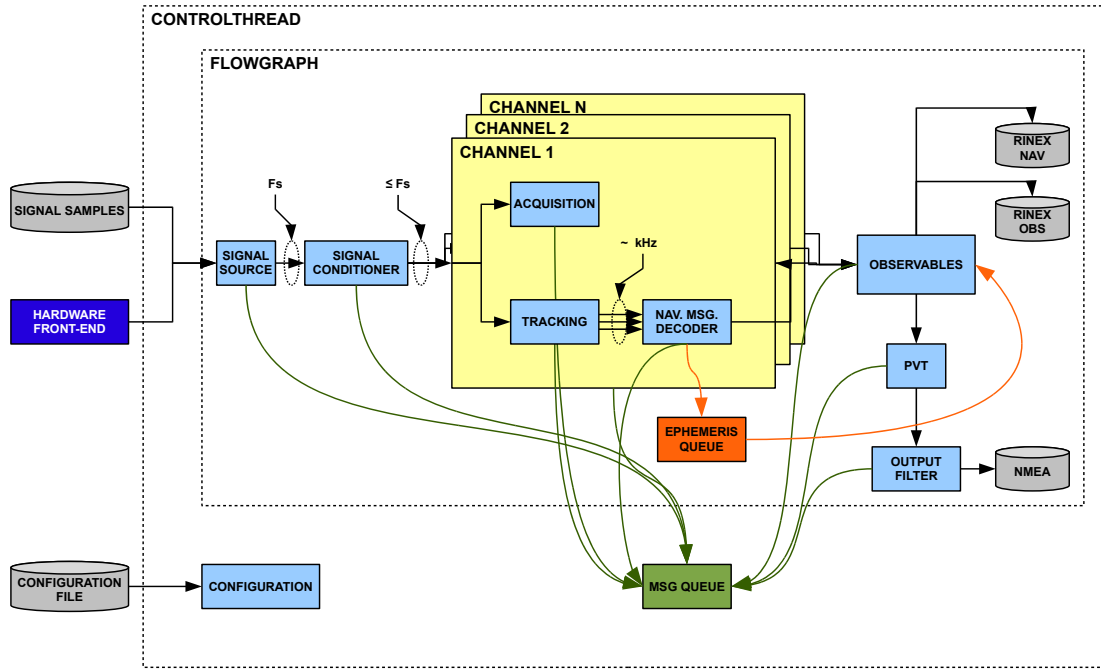 CONTROLTHREAD
FLOWGRAPH
CHANNEL N
CHANNEL 2
CHANNEL 1
RINEX
NAV
RINEX
OBS
SIGNAL SAMPLES
Fs
≤ Fs
ACQUISITION
SIGNAL
SOURCE
SIGNAL
CONDITIONER
~ kHz
OBSERVABLES
HARDWARE
FRONT-END
TRACKING
NAV. MSG.
DECODER
PVT
EPHEMERIS
QUEUE
OUTPUT
FILTER
NMEA
CONFIGURATION
FILE
CONFIGURATION
MSG QUEUE